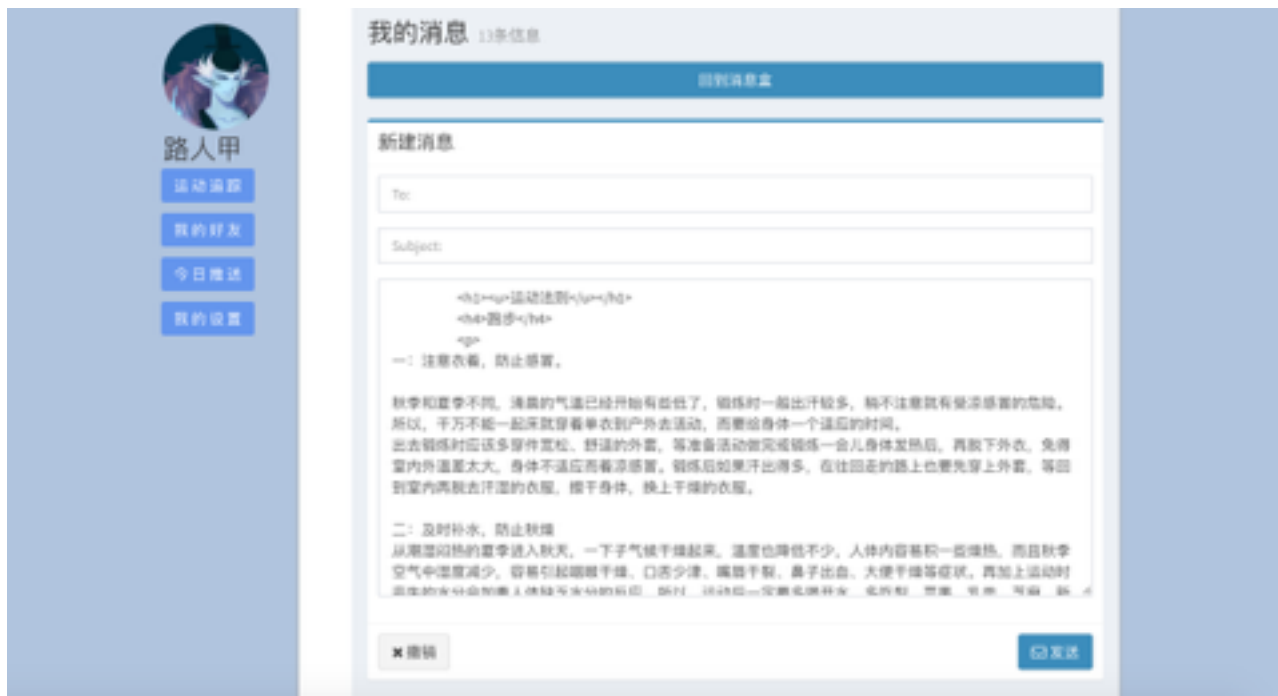 我的消息 13条信息
回到消息盒
路人甲
新建消息
运动追踪
To:
我的好友
Subject:
今日推送
我的设置
<h1><u>运动法则</u></h1>
<h4>跑步</h4>
<p>
一：注意衣着，防止感冒。
秋季和夏季不同，清晨的气温已经开始有些低了，锻炼时一般出汗较多，稍不注意就有受凉感冒的危险。
所以，千万不能一起床就穿着单衣到户外去活动，而要给身体一个适应的时间。
出去锻炼时应该多穿件宽松、舒适的外套，等准备活动做完或锻炼一会儿身体发热后，再脱下外衣，免得
室内外温差太大，身体不适应而着凉感冒。锻炼后如果汗出得多，在往回走的路上也要先穿上外套，等回
到室内再脱去汗湿的衣服，擦干身体，换上干燥的衣服。
二：及时补水，防止秋燥
从潮湿闷热的夏季进入秋天，一下子气候干燥起来，温度也降低不少，人体内容易积一些燥热，而且秋季
空气中湿度减少，容易引起咽喉干燥、口舌少津、嘴唇干裂、鼻子出血、大便干燥等症状。再加上运动时
撤销
发送